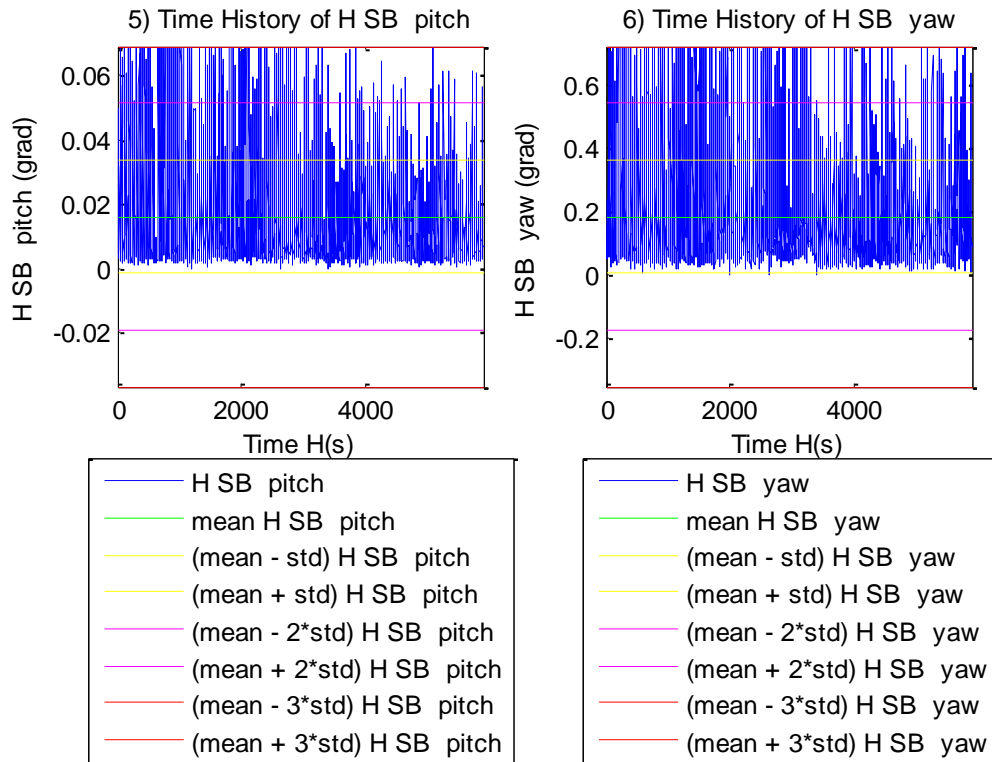 5) Time History of H SB pitch
0.06
0.04
0.02
0
-0.02
H SB pitch (grad)
0
2000
4000
Time H(s)
H SB pitch
mean H SB pitch
(mean - std) H SB pitch
(mean + std) H SB pitch
(mean - 2*std) H SB pitch
(mean + 2*std) H SB pitch
(mean - 3*std) H SB pitch
(mean + 3*std) H SB pitch
6) Time History of H SB yaw
0.6
0.4
0.2
0
-0.2
H SB yaw (grad)
0
2000
4000
Time H(s)
H SB yaw
mean H SB yaw
(mean - std) H SB yaw
(mean + std) H SB yaw
(mean - 2*std) H SB yaw
(mean + 2*std) H SB yaw
(mean - 3*std) H SB yaw
(mean + 3*std) H SB yaw